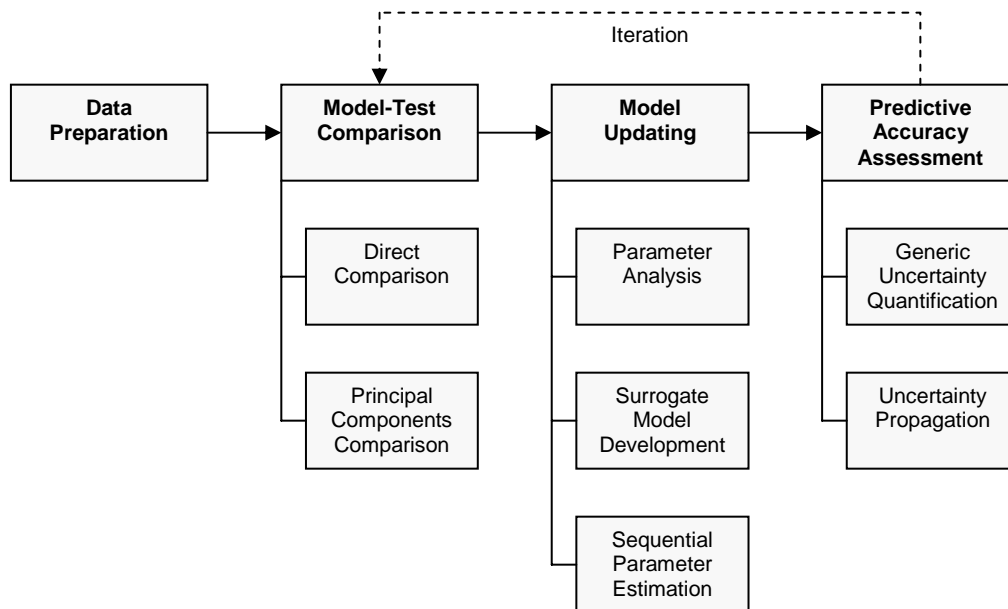 Iteration
Data
Preparation
Model-Test
Comparison
Model
Updating
Predictive
Accuracy
Assessment
Direct
Comparison
Parameter
Analysis
Generic
Uncertainty
Quantification
Principal
Components
Comparison
Surrogate
Model
Development
Uncertainty
Propagation
Sequential
Parameter
Estimation